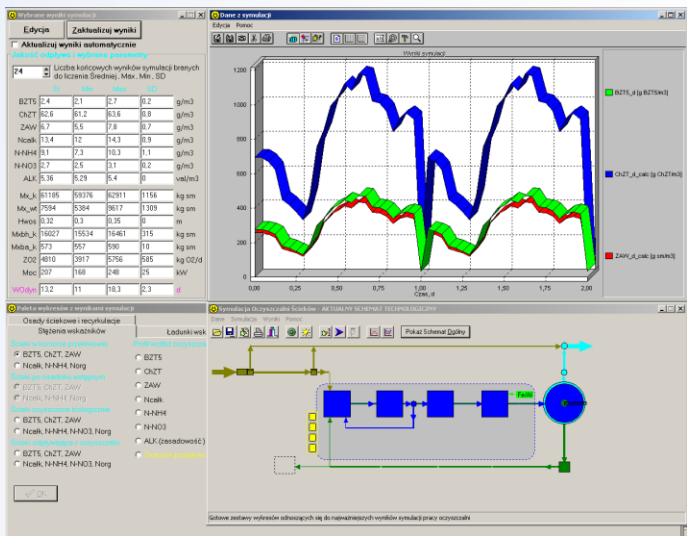 Wybrane wyniki symulacji
Edycja Zaktualizuj wyniki
Aktualizuj wyniki automatycznie
Jakość odpływu i wybrane parametry
24 Liczba końcowych wyników symulacji branych
do liczenia Średniej, Max, Min, SD
Śr Min Max SD
BZT5 2,4 2,1 2,7 0,2 g/m3
ChZT 62,6 61,2 63,6 0,8 g/m3
ZAW 6,7 5,5 7,8 0,7 g/m3
Ncałk 13,4 12 14,3 0,9 g/m3
N-NH4 9,1 7,3 10,3 1,1 g/m3
N-NO3 2,7 2,5 3,1 0,2 g/m3
ALK 5,36 5,29 5,4 0 val/m3
Mx_k 61185 59376 62911 1156 kg sm
Mx_wt 7594 5384 9617 1309 kg sm
Hwos 0,32 0,3 0,35 0 m
Mxbh_k 16027 15534 16461 315 kg sm
Mxba_k 573 557 590 10 kg sm
ZO2 4810 3917 5756 585 kg O2/d
Moc 207 168 248 25 kW
WOdyn 13,2 11 18,3 2,3 d
Dane z symulacji
Edycja Pomoc
Wyniki symulacji
1200
1000
800
600
400
200
0
0,00 0,25 0,50 0,75 1,00 1,25 1,50 1,75 2,00
Czas_d
BZT5_d [g BZT5/m3]
ChZT_d_calc [g ChZT/m3]
ZAW_d_calc [g sm/m3]
Paleta wykresów z wynikami symulacji
Osady ściekowe i recyrkulacje
Stężenia wskaźników Ładunki wsk
BZT5, ChZT, ZAW
Ncałk, N-NH4, Norg
BZT5, ChZT, ZAW
Ncałk, N-NH4, Norg
BZT5, ChZT, ZAW
Ncałk, N-NH4, N-NO3, Norg
BZT5, ChZT, ZAW
Ncałk, N-NH4, N-NO3, Norg
BZT5
ChZT
ZAW
Ncałk
N-NH4
N-NO3
ALK (zasadowość)
OK
Symulacja Oczyszczalni Ścieków - AKTUALNY SCHEMAT TECHNOLOGICZNY
Dane Symulacja Wyniki Pomoc
Pokaż Schemat Ogólny
Gotowe zestawy wykresów odnoszących się do najważniejszych wyników symulacji pracy oczyszczalni